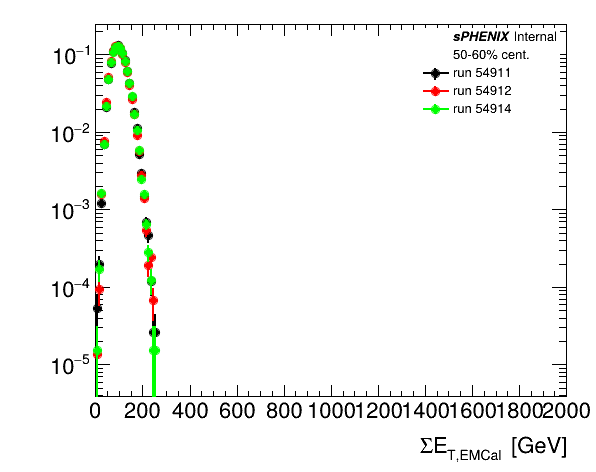 sPHENIX Internal
50-60% cent.
run 54911
run 54912
run 54914
10⁻¹
10⁻²
10⁻³
10⁻⁴
10⁻⁵
0 200 400 600 800 1000 1200 1400 1600 1800 2000
ΣE_T,EMCal [GeV]